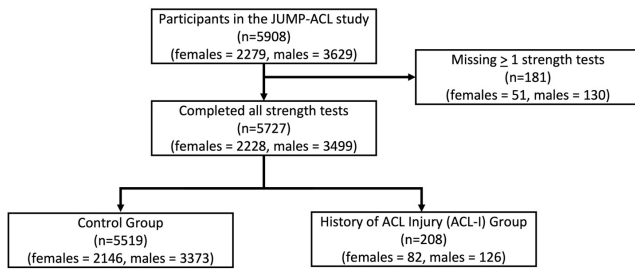 Participants in the JUMP-ACL study
(n=5908)
(females = 2279, males = 3629)
Missing ≥ 1 strength tests
(n=181)
(females = 51, males = 130)
Completed all strength tests
(n=5727)
(females = 2228, males = 3499)
Control Group
(n=5519)
(females = 2146, males = 3373)
History of ACL Injury (ACL-I) Group
(n=208)
(females = 82, males = 126)